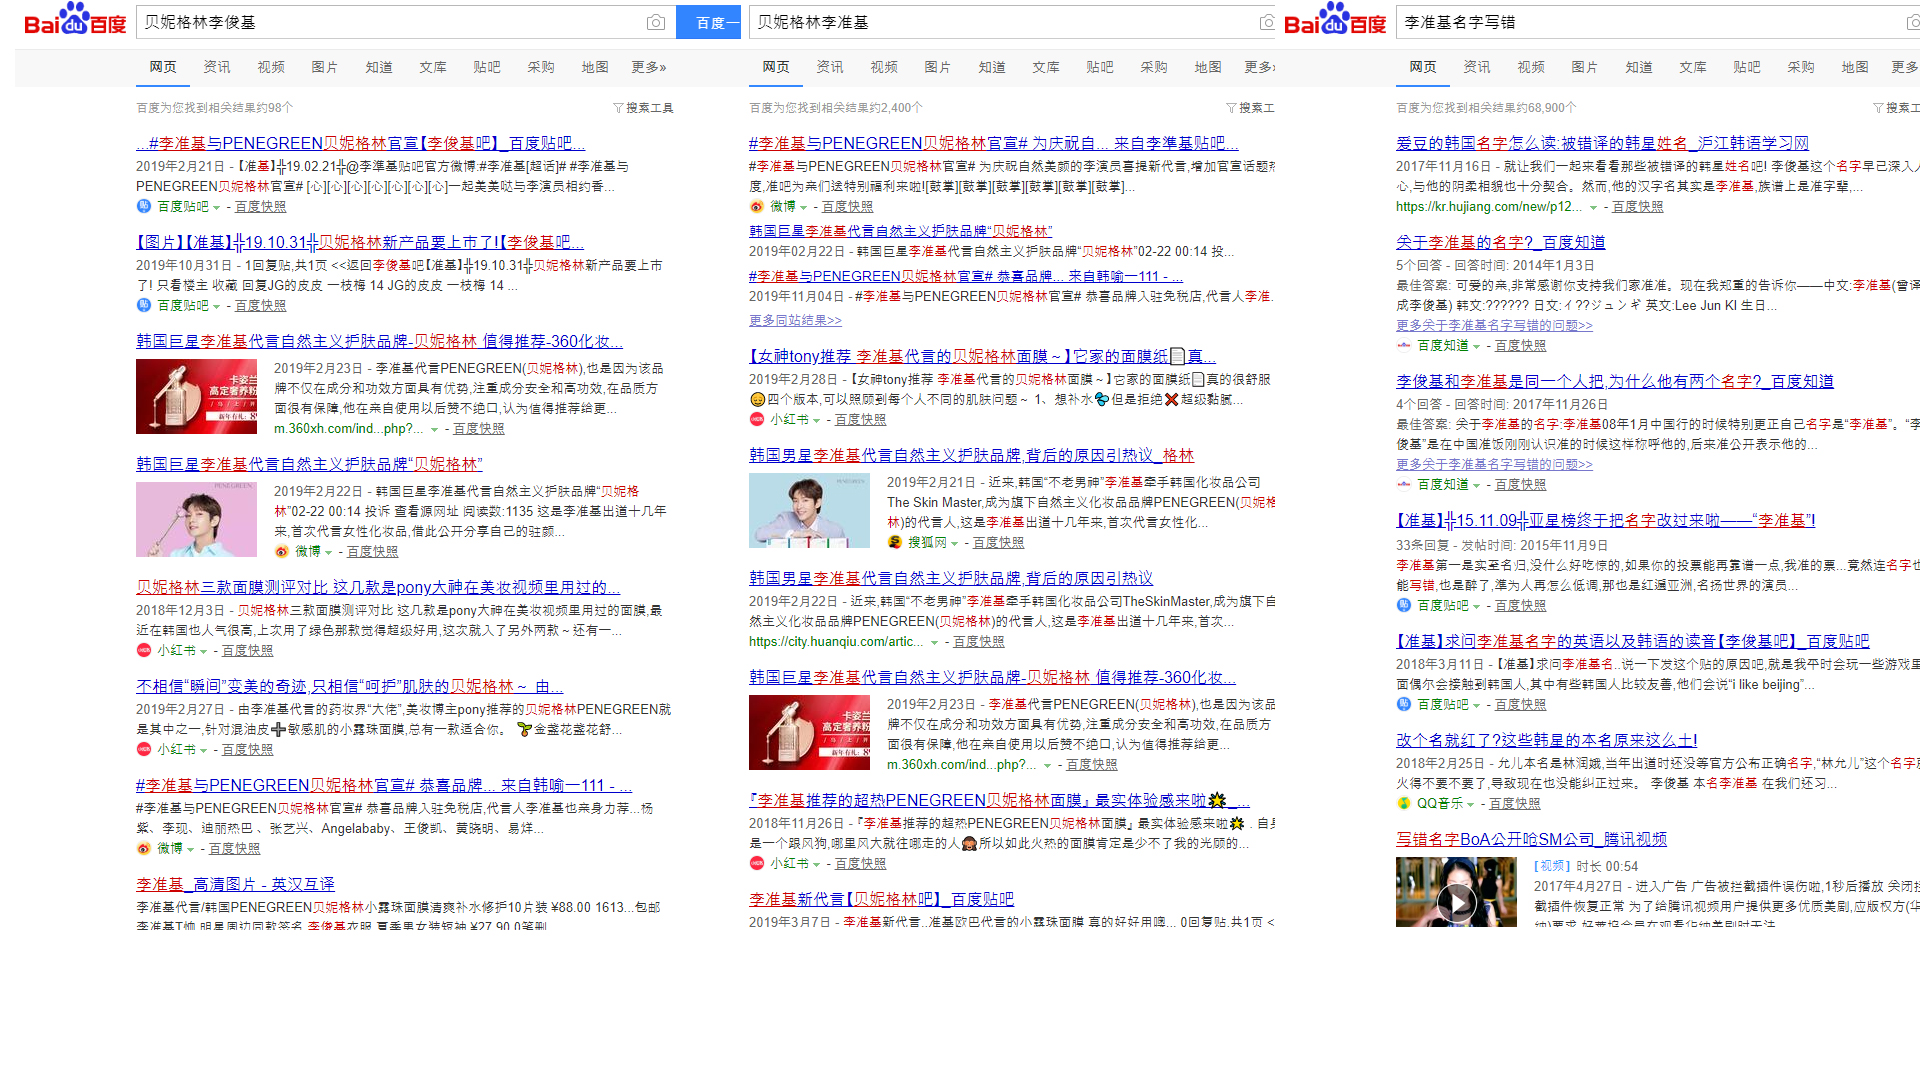 Bai du 百度
贝妮格林李俊基
百度一
网页 资讯 视频 图片 知道 文库 贴吧 采购 地图 更多»
百度为您找到相关结果约98个
搜索工具
...#李准基与PENEGREEN贝妮格林官宣【李俊基吧】_百度贴吧...
2019年2月21日 - 【准基】╬19.02.21╬@李準基贴吧官方微博:#李准基[超话]# #李准基与
PENEGREEN贝妮格林官宣# [心][心][心][心][心][心][心]一起美美哒与李演员相约香...
百度贴吧 - 百度快照
【图片】【准基】╬19.10.31╬贝妮格林新产品要上市了!【李俊基吧...
2019年10月31日 - 1回复贴,共1页 <<返回李俊基吧【准基】╬19.10.31╬贝妮格林新产品要上市
了! 只看楼主 收藏 回复JG的皮皮 一枝梅 14 JG的皮皮 一枝梅 14 ...
百度贴吧 - 百度快照
韩国巨星李准基代言自然主义护肤品牌-贝妮格林 值得推荐-360化妆...
卡姿兰
高定奢养粉
新年有礼:
2019年2月23日 - 李准基代言PENEGREEN(贝妮格林),也是因为该品
牌不仅在成分和功效方面具有优势,注重成分安全和高功效,在品质方
面很有保障,他在亲自使用以后赞不绝口,认为值得推荐给更...
m.360xh.com/ind...php?... - 百度快照
韩国巨星李准基代言自然主义护肤品牌“贝妮格林”
PENEGREEN
2019年2月22日 - 韩国巨星李准基代言自然主义护肤品牌“贝妮格
林”02-22 00:14 投诉 查看源网址 阅读数:1135 这是李准基出道十几年
来,首次代言女性化妆品,借此公开分享自己的驻颜...
微博 - 百度快照
贝妮格林三款面膜测评对比 这几款是pony大神在美妆视频里用过的...
2018年12月3日 - 贝妮格林三款面膜测评对比 这几款是pony大神在美妆视频里用过的面膜,最
近在韩国也人气很高,上次用了绿色那款觉得超级好用,这次就入了另外两款～还有一...
小红书 - 百度快照
不相信“瞬间”变美的奇迹,只相信“呵护”肌肤的贝妮格林～ 由...
2019年2月27日 - 由李准基代言的药妆界“大佬”,美妆博主pony推荐的贝妮格林PENEGREEN就
是其中之一,针对混油皮➕敏感肌的小露珠面膜,总有一款适合你。 🌱金盏花盏花舒...
小红书 - 百度快照
#李准基与PENEGREEN贝妮格林官宣# 恭喜品牌... 来自韩喻一111 - ...
#李准基与PENEGREEN贝妮格林官宣# 恭喜品牌入驻免税店,代言人李准基也亲身力荐...杨
紫、李现、迪丽热巴 、张艺兴、Angelababy、王俊凯、黄晓明、易烊...
微博 - 百度快照
李准基_高清图片 - 英汉互译
李准基代言/韩国PENEGREEN贝妮格林小露珠面膜清爽补水修护10片装 ¥88.00 1613...包邮
李准基T恤 明星周边同款签名 李俊基衣服 夏季男女装短袖 ¥27.90 0笔删
贝妮格林李准基
网页 资讯 视频 图片 知道 文库 贴吧 采购 地图 更多»
百度为您找到相关结果约2,400个
搜索工
#李准基与PENEGREEN贝妮格林官宣# 为庆祝自... 来自李準基贴吧...
#李准基与PENEGREEN贝妮格林官宣# 为庆祝自然美颜的李演员喜提新代言,增加官宣话题热
度,准吧为亲们送特别福利来啦![鼓掌][鼓掌][鼓掌][鼓掌][鼓掌][鼓掌]...
微博 - 百度快照
韩国巨星李准基代言自然主义护肤品牌“贝妮格林”
2019年02月22日 - 韩国巨星李准基代言自然主义护肤品牌“贝妮格林”02-22 00:14 投...
#李准基与PENEGREEN贝妮格林官宣# 恭喜品牌... 来自韩喻一111 - ...
2019年11月04日 - #李准基与PENEGREEN贝妮格林官宣# 恭喜品牌入驻免税店,代言人李准.
更多同站结果>>
【女神tony推荐 李准基代言的贝妮格林面膜～】它家的面膜纸📄真...
2019年2月28日 - 【女神tony推荐 李准基代言的贝妮格林面膜～】它家的面膜纸📄真的很舒服
😌四个版本,可以照顾到每个人不同的肌肤问题～ 1、想补水💦但是拒绝❌超级黏腻...
小红书 - 百度快照
韩国男星李准基代言自然主义护肤品牌,背后的原因引热议_格林
PENEGREEN
2019年2月21日 - 近来,韩国“不老男神”李准基牵手韩国化妆品公司
The Skin Master,成为旗下自然主义化妆品品牌PENEGREEN(贝妮格
林)的代言人,这是李准基出道十几年来,首次代言女性化...
搜狐网 - 百度快照
韩国男星李准基代言自然主义护肤品牌,背后的原因引热议
2019年2月22日 - 近来,韩国“不老男神”李准基牵手韩国化妆品公司TheSkinMaster,成为旗下自
然主义化妆品品牌PENEGREEN(贝妮格林)的代言人,这是李准基出道十几年来,首次...
https://city.huanqiu.com/artic... - 百度快照
韩国巨星李准基代言自然主义护肤品牌-贝妮格林 值得推荐-360化妆...
卡姿兰
高定奢养粉
新年有礼:
2019年2月23日 - 李准基代言PENEGREEN(贝妮格林),也是因为该品
牌不仅在成分和功效方面具有优势,注重成分安全和高功效,在品质方
面很有保障,他在亲自使用以后赞不绝口,认为值得推荐给更...
m.360xh.com/ind...php?... - 百度快照
『李准基推荐的超热PENEGREEN贝妮格林面膜』 最实体验感来啦🌟_...
2018年11月26日 - 『李准基推荐的超热PENEGREEN贝妮格林面膜』 最实体验感来啦🌟 . 自身
是一个跟风狗,哪里风大就往哪走的人🙈所以如此火热的面膜肯定是少不了我的光顾的...
小红书 - 百度快照
李准基新代言【贝妮格林吧】_百度贴吧
2019年3月7日 - 李准基新代言..准基欧巴代言的小露珠面膜 真的好好用噢... 0回复贴,共1页 <
Bai du 百度
李准基名字写错
网页 资讯 视频 图片 知道 文库 贴吧 采购 地图 更多
百度为您找到相关结果约68,900个
搜索工
爱豆的韩国名字怎么读:被错译的韩星姓名_沪江韩语学习网
2017年11月16日 - 就让我们一起来看看那些被错译的韩星姓名吧! 李俊基这个名字早已深入人
心,与他的阴柔相貌也十分契合。然而,他的汉字名其实是李准基,族谱上是准字辈,...
https://kr.hujiang.com/new/p12... - 百度快照
关于李准基的名字?_百度知道
5个回答 - 回答时间: 2014年1月3日
最佳答案: 可爱的亲,非常感谢你支持我们家准准。现在我郑重的告诉你——中文:李准基(曾译
成李俊基) 韩文:?????? 日文:イ??ジュンギ 英文:Lee Jun KI 生日...
更多关于李准基名字写错的问题>>
百度知道 - 百度快照
李俊基和李准基是同一个人把,为什么他有两个名字?_百度知道
4个回答 - 回答时间: 2017年11月26日
最佳答案: 关于李准基的名字:李准基08年1月中国行的时候特别更正自己名字是“李准基”。“李
俊基”是在中国准饭刚刚认识准的时候这样称呼他的,后来准公开表示他的...
更多关于李准基名字写错的问题>>
百度知道 - 百度快照
【准基】╬15.11.09╬亚星榜终于把名字改过来啦——“李准基”!
33条回复 - 发帖时间: 2015年11月9日
李准基第一是实至名归,没什么好吃惊的,如果你的投票能再靠谱一点,我准的票...竟然连名字也
能写错,也是醉了,準为人再怎么低调,那也是红遍亚洲,名扬世界的演员...
百度贴吧 - 百度快照
【准基】求问李准基名字的英语以及韩语的读音【李俊基吧】_百度贴吧
2018年3月11日 - 【准基】求问李准基名..说一下发这个贴的原因吧,就是我平时会玩一些游戏里
面偶尔会接触到韩国人,其中有些韩国人比较友善,他们会说“i like beijing”...
百度贴吧 - 百度快照
改个名就红了?这些韩星的本名原来这么土!
2018年2月25日 - 允儿本名是林润娥,当年出道时还没等官方公布正确名字,“林允儿”这个名字就
火得不要不要了,导致现在也没能纠正过来。 李俊基 本名李准基 在我们还习...
QQ音乐 - 百度快照
写错名字BoA公开呛SM公司_腾讯视频
[视频] 时长 00:54
2017年4月27日 - 进入广告 广告被拦截插件误伤啦,1秒后播放 关闭拦
截插件恢复正常 为了给腾讯视频用户提供更多优质美剧,应版权方(华
纳)要求,好莱坞会员在观看华纳美剧时无法